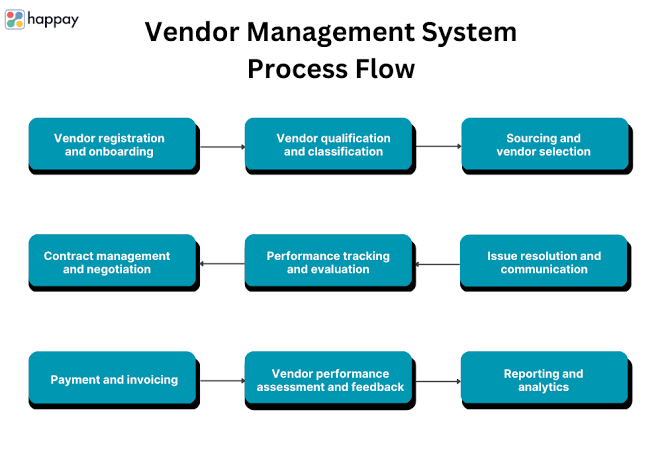 happay
Vendor Management System
Process Flow
Vendor registration
and onboarding
Vendor qualification
and classification
Sourcing and
vendor selection
Contract management
and negotiation
Performance tracking
and evaluation
Issue resolution and
communication
Payment and invoicing
Vendor performance
assessment and feedback
Reporting and
analytics